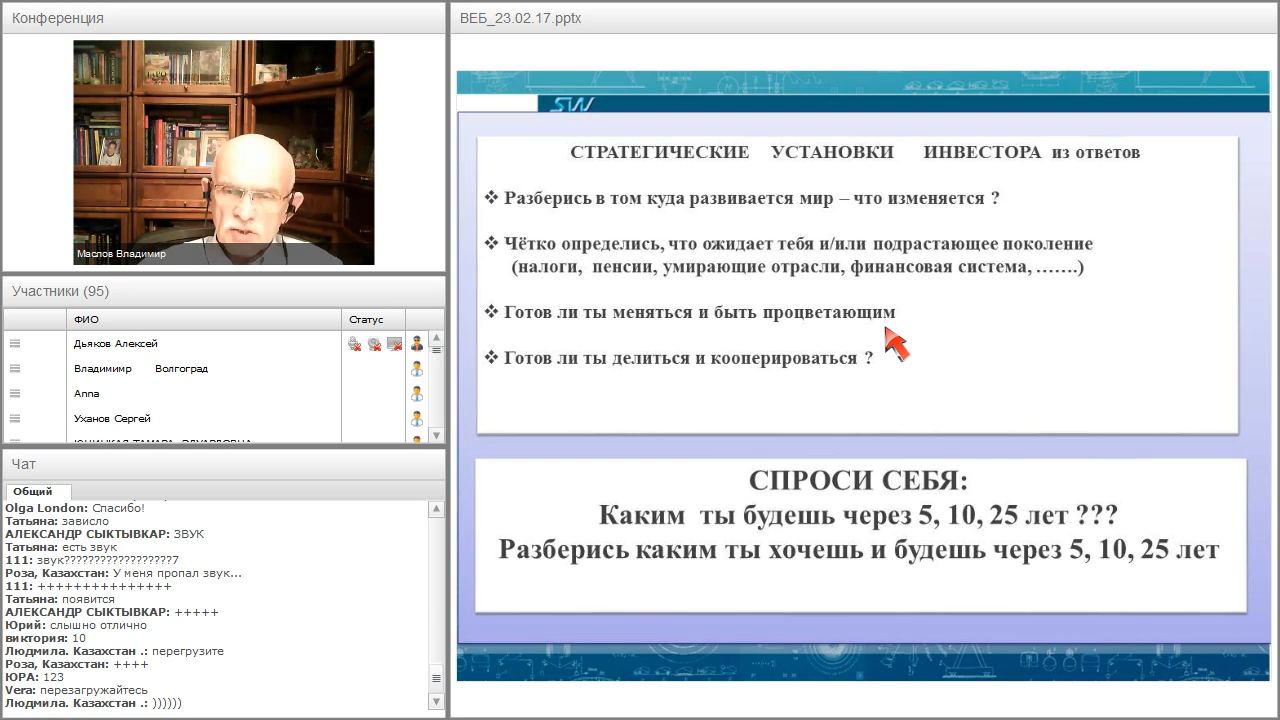 Конференция
Маслов Владимир
Участники (95)
ФИО
Статус
Дьяков Алексей
Владимимр Волгоград
Anna
Уханов Сергей
Чат
Общий
Olga London: Спасибо!
Татьяна: зависло
АЛЕКСАНДР СЫКТЫВКАР: ЗВУК
Татьяна: есть звук
111: звук??????????????????7
Роза, Казахстан: У меня пропал звук...
111: +++++++++++++++
Татьяна: появится
АЛЕКСАНДР СЫКТЫВКАР: +++++
Юрий: слышно отлично
виктория: 10
Людмила. Казахстан .: перегрузите
Роза, Казахстан: ++++
ЮРА: 123
Vera: перезагружайтесь
Людмила. Казахстан .: ))))))
ВЕБ_23.02.17.pptx
SW
СТРАТЕГИЧЕСКИЕ УСТАНОВКИ ИНВЕСТОРА из ответов
❖ Разберись в том куда развивается мир – что изменяется ?
❖ Чётко определись, что ожидает тебя и/или подрастающее поколение
(налоги, пенсии, умирающие отрасли, финансовая система, …….)
❖ Готов ли ты меняться и быть процветающим
❖ Готов ли ты делиться и кооперироваться ?
СПРОСИ СЕБЯ:
Каким ты будешь через 5, 10, 25 лет ???
Разберись каким ты хочешь и будешь через 5, 10, 25 лет